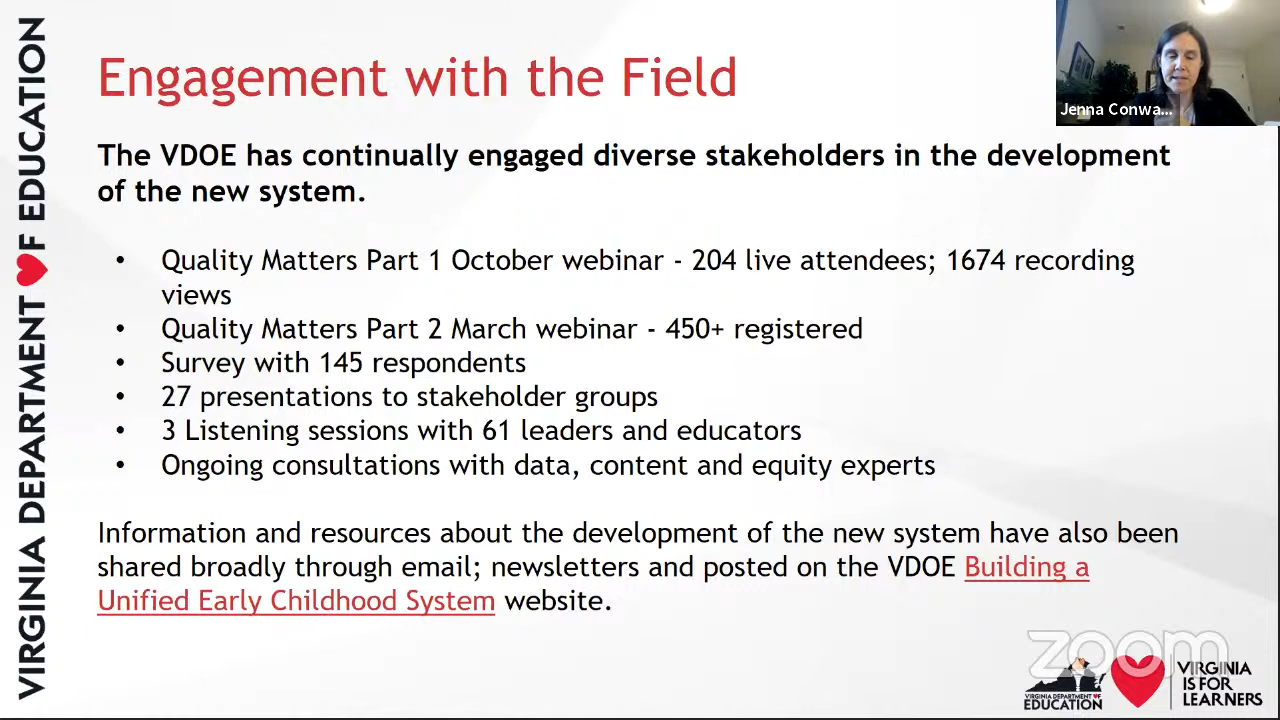 VIRGINIA DEPARTMENT OF EDUCATION
Engagement with the Field
Jenna Conwa...
The VDOE has continually engaged diverse stakeholders in the development
of the new system.
• Quality Matters Part 1 October webinar - 204 live attendees; 1674 recording
views
• Quality Matters Part 2 March webinar - 450+ registered
• Survey with 145 respondents
• 27 presentations to stakeholder groups
• 3 Listening sessions with 61 leaders and educators
• Ongoing consultations with data, content and equity experts
Information and resources about the development of the new system have also been
shared broadly through email; newsletters and posted on the VDOE Building a
Unified Early Childhood System website.
zoom
VIRGINIA DEPARTMENT OF
EDUCATION
VIRGINIA
IS FOR
LEARNERS